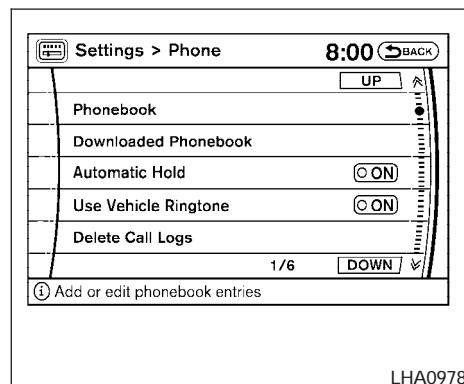 Settings > Phone 8:00 BACK
UP
Phonebook
Downloaded Phonebook
Automatic Hold ON
Use Vehicle Ringtone ON
Delete Call Logs
1/6 DOWN
i Add or edit phonebook entries
LHA0978